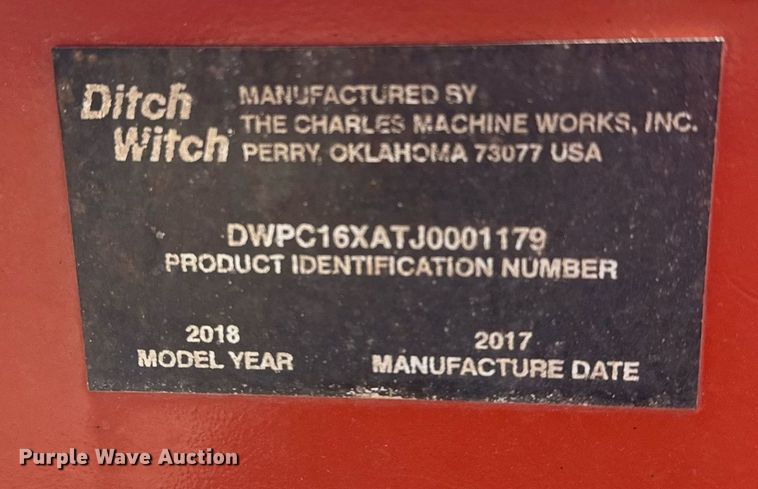 Ditch
Witch
MANUFACTURED BY
THE CHARLES MACHINE WORKS, INC.
PERRY, OKLAHOMA 73077 USA
DWPC16XATJ0001179
PRODUCT IDENTIFICATION NUMBER
2018
MODEL YEAR
2017
MANUFACTURE DATE
Purple Wave Auction